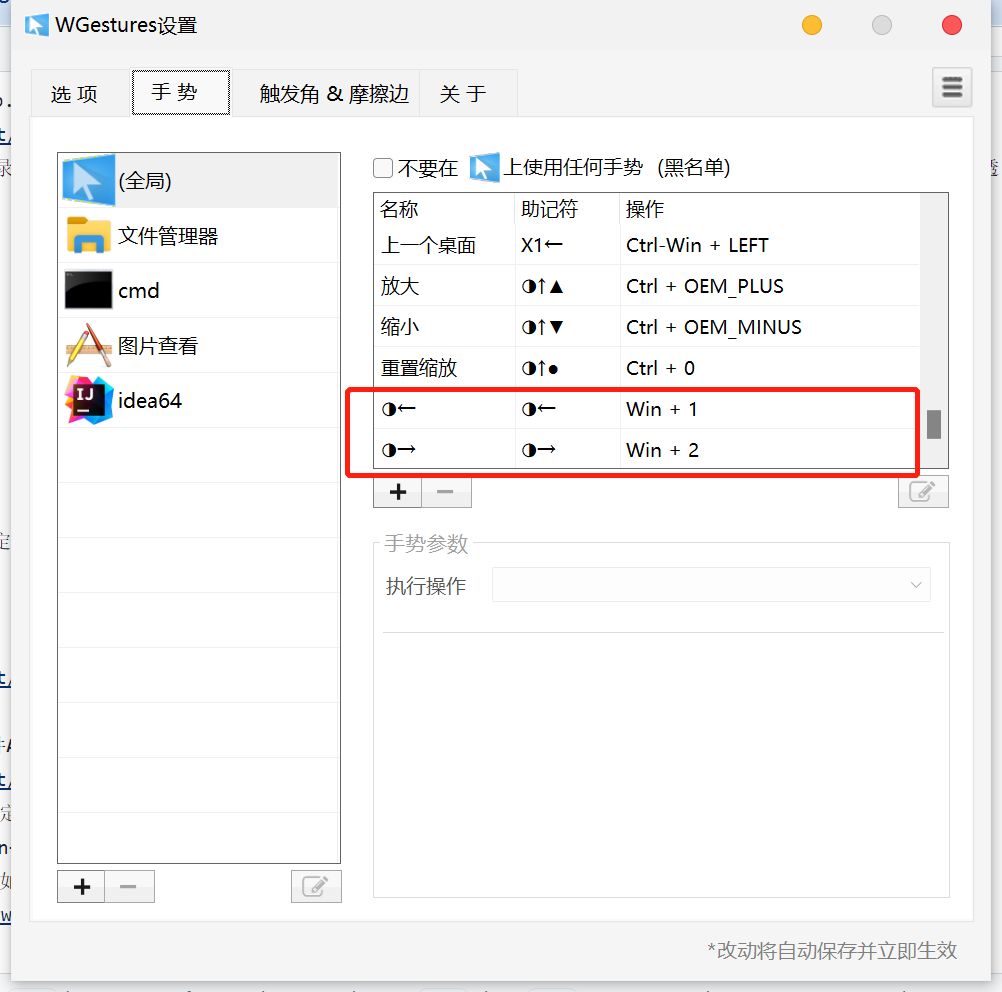 WGestures设置
选 项 手 势 触发角 & 摩擦边 关 于
(全局)
文件管理器
cmd
图片查看
idea64
不要在 上使用任何手势 (黑名单)
名称 助记符 操作
上一个桌面 X1← Ctrl-Win + LEFT
放大 ◑↑▲ Ctrl + OEM_PLUS
缩小 ◑↑▼ Ctrl + OEM_MINUS
重置缩放 ◑↑● Ctrl + 0
◑← ◑← Win + 1
◑→ ◑→ Win + 2
手势参数
执行操作
*改动将自动保存并立即生效